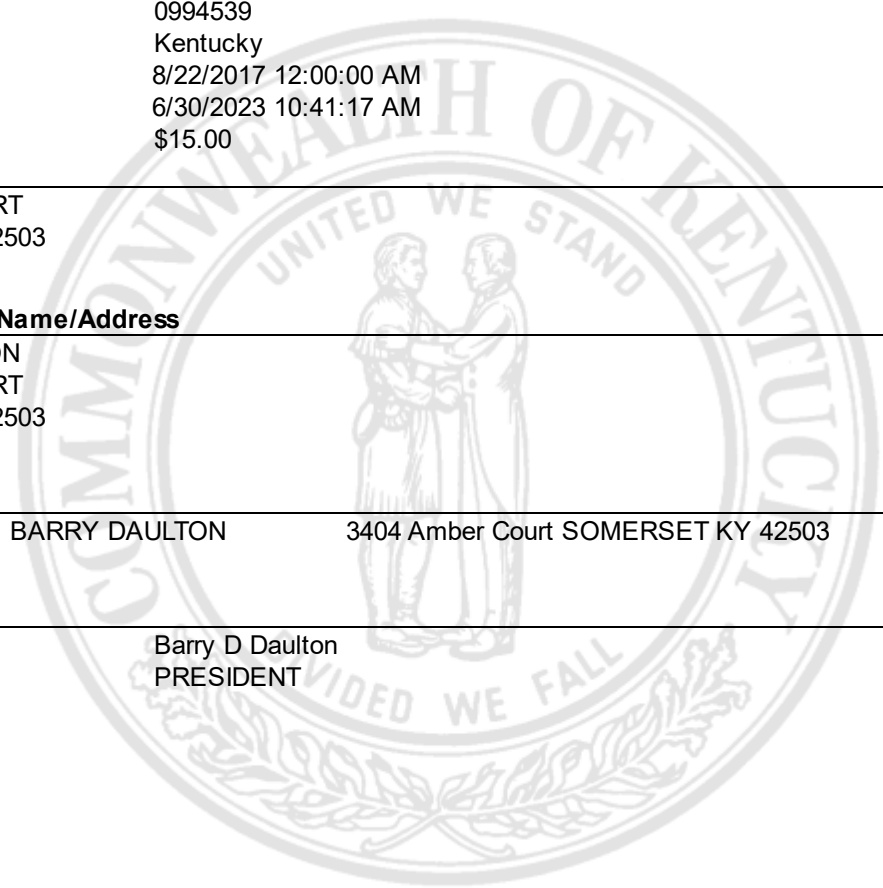 0994539
Kentucky
8/22/2017 12:00:00 AM
6/30/2023 10:41:17 AM
$15.00
RT
2503
Name/Address
ON
RT
2503
BARRY DAULTON 3404 Amber Court SOMERSET KY 42503
Barry D Daulton
PRESIDENT
COMMONWEALTH OF KENTUCKY
UNITED WE STAND
DIVIDED WE FALL